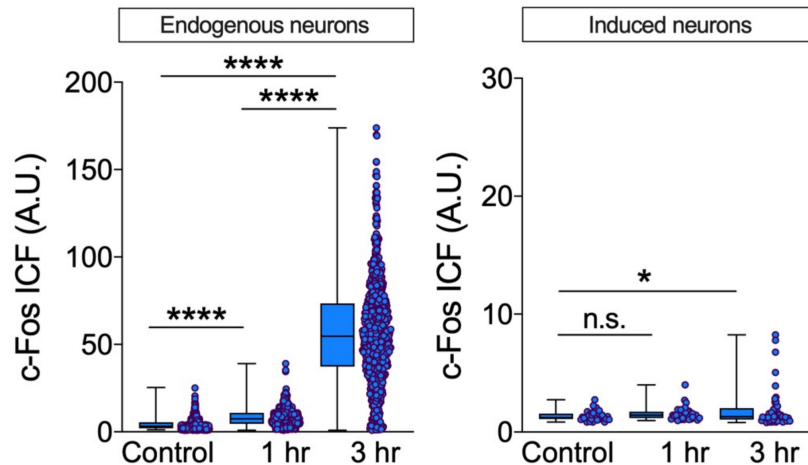 Endogenous neurons
c-Fos ICF (A.U.)
200
150
100
50
0
****
****
****
Control
1 hr
3 hr
Induced neurons
c-Fos ICF (A.U.)
30
20
10
0
*
n.s.
Control
1 hr
3 hr